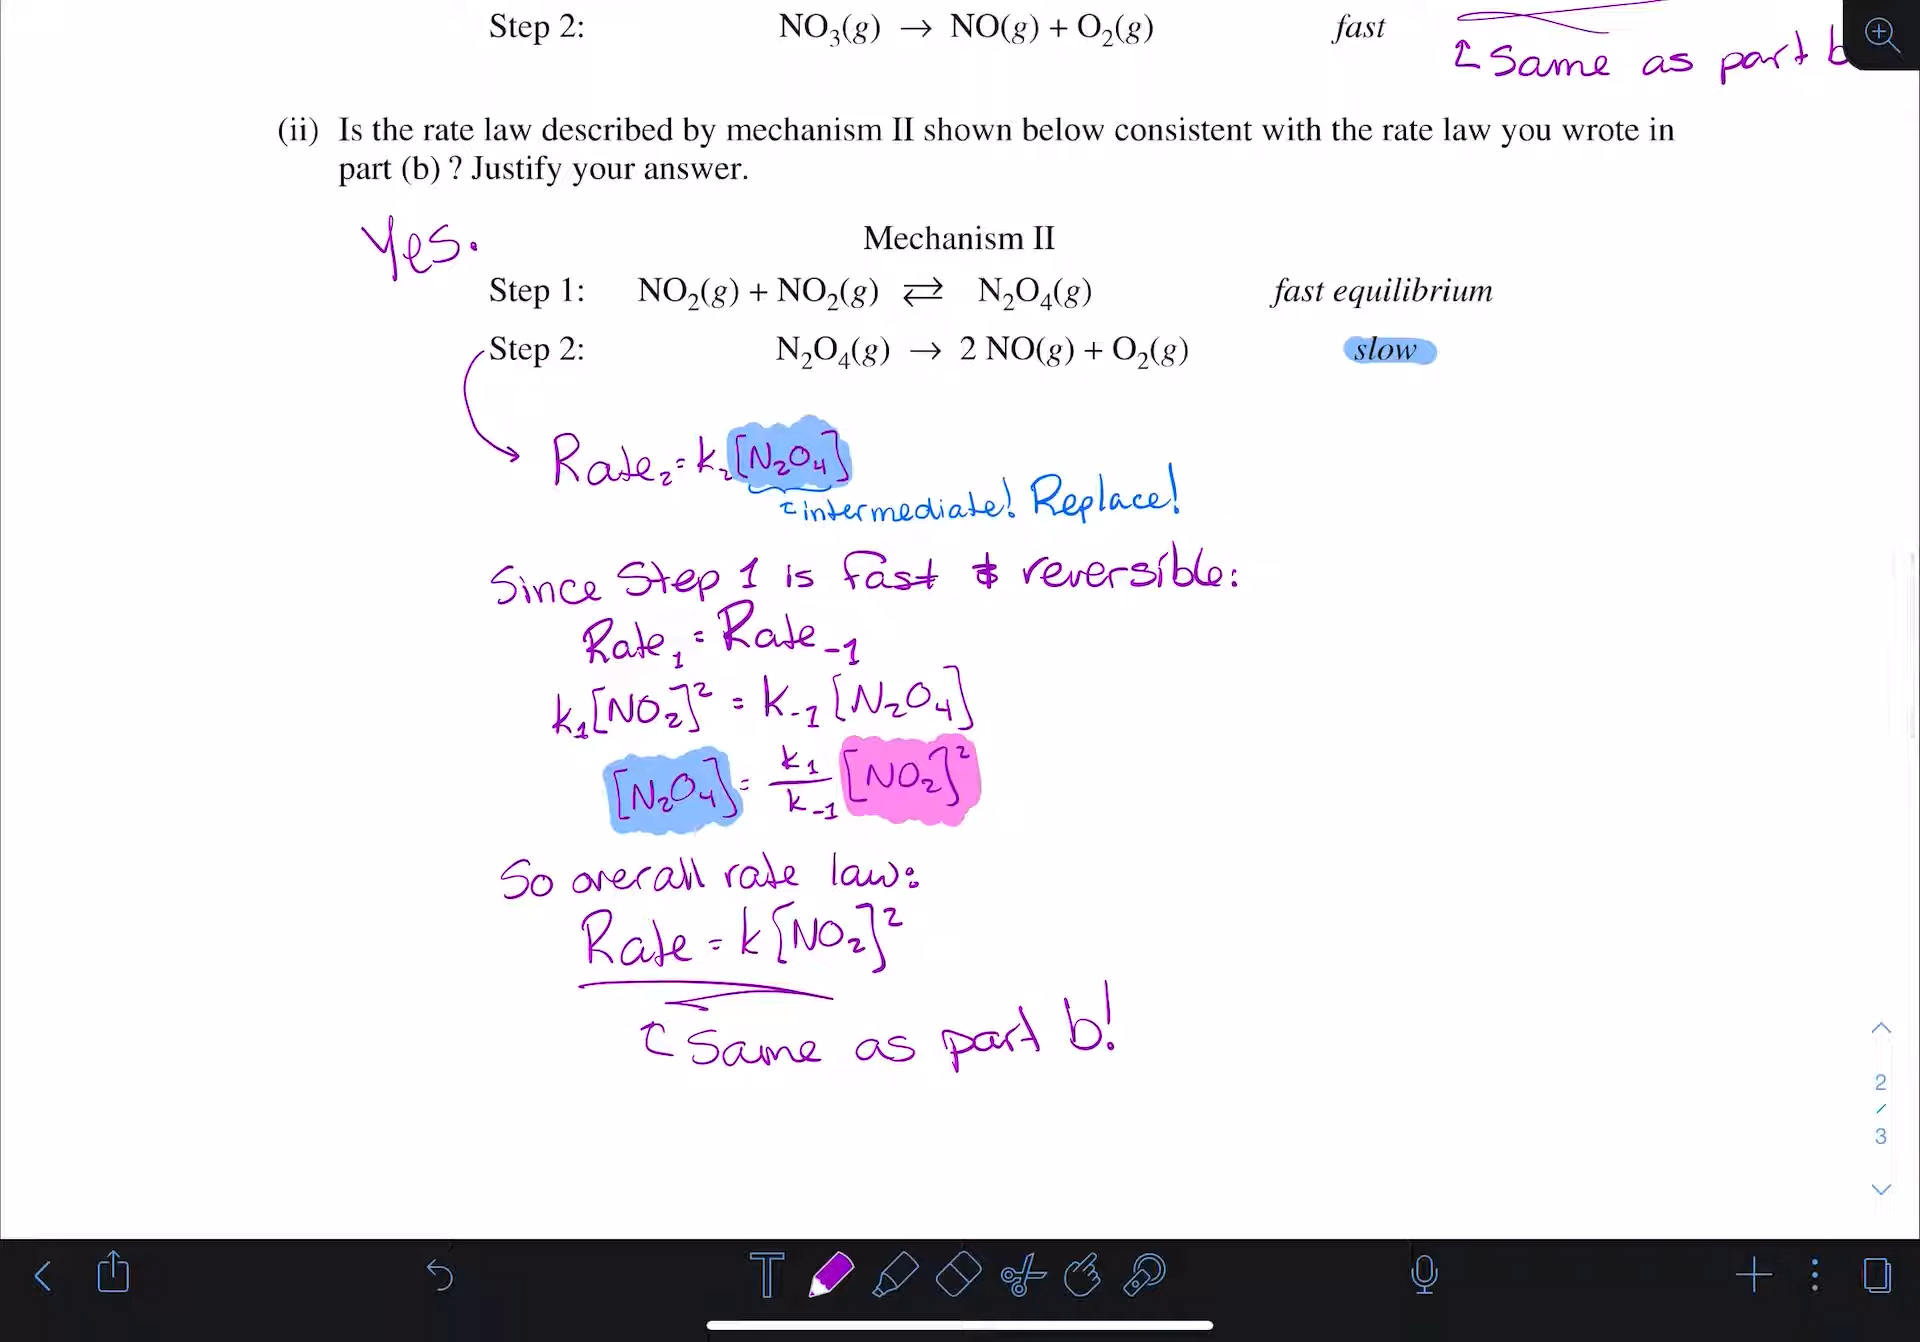 Step 2: NO₃(g) → NO(g) + O₂(g) fast
↑ Same as part b
(ii) Is the rate law described by mechanism II shown below consistent with the rate law you wrote in
part (b) ? Justify your answer.
Yes.
Mechanism II
Step 1: NO₂(g) + NO₂(g) ⇄ N₂O₄(g) fast equilibrium
Step 2: N₂O₄(g) → 2 NO(g) + O₂(g) slow
Rate₂ = k₂[N₂O₄]
↑ intermediate! Replace!
Since Step 1 is fast & reversible:
Rate₁ = Rate₋₁
k₁[NO₂]² = k₋₁[N₂O₄]
[N₂O₄] = k₁/k₋₁ [NO₂]²
So overall rate law:
Rate = k[NO₂]²
↑ Same as part b!
2
/
3
T